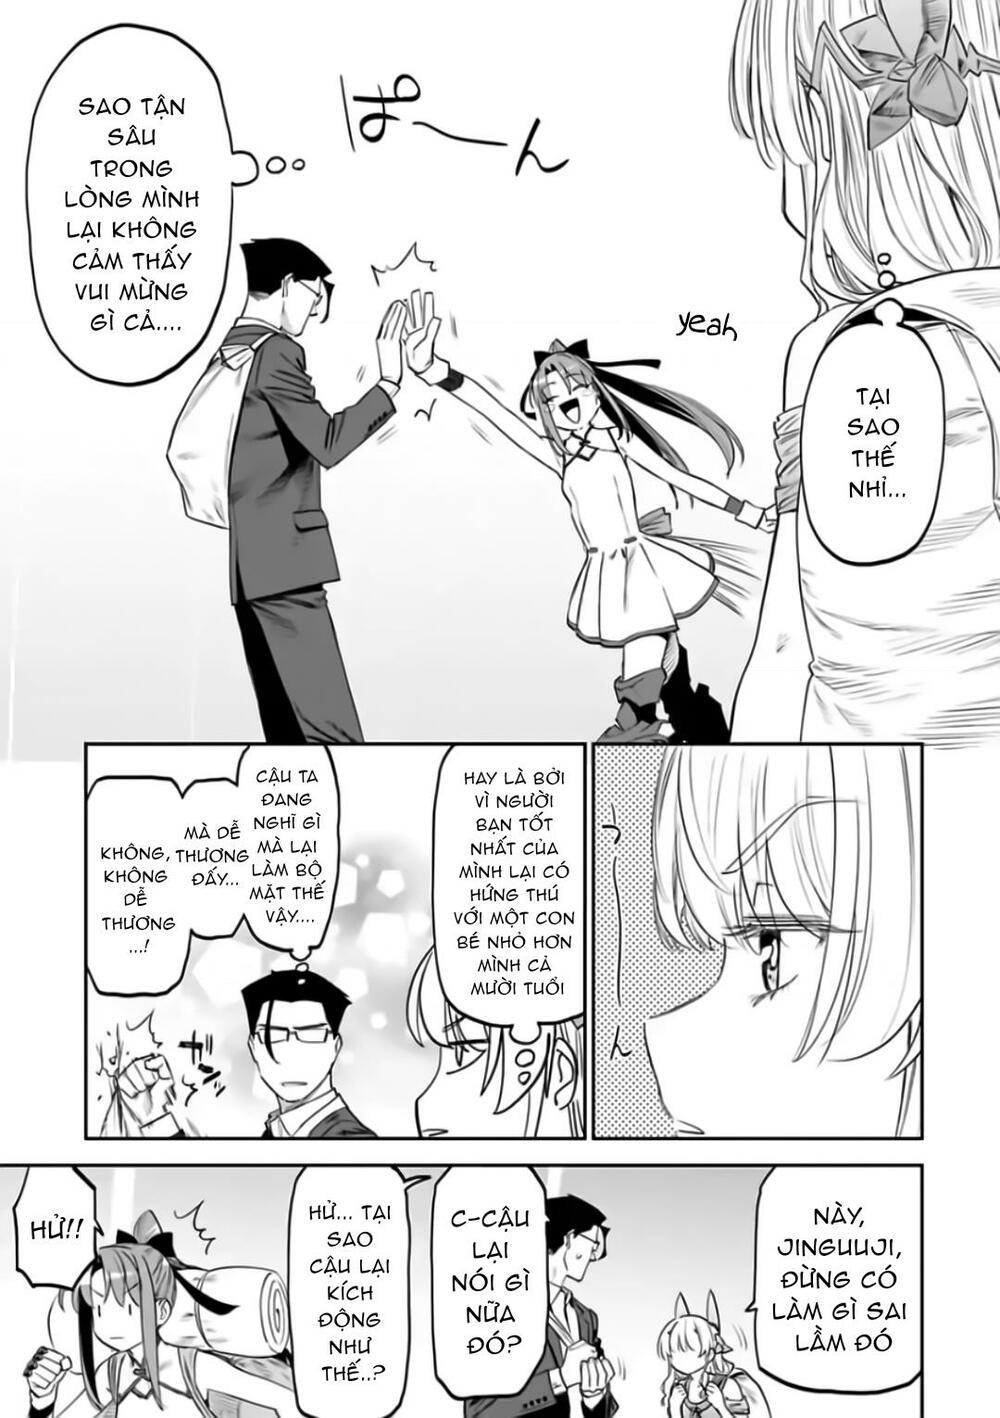 SAO TẬN
SÂU
TRONG
LÒNG MÌNH
LẠI KHÔNG
CẢM THẤY
VUI MỪNG
GÌ CẢ....
ぱーん
yeah
TẠI
SAO
THẾ
NHỈ...
HAY LÀ BỞI
VÌ NGƯỜI
BẠN TỐT
NHẤT CỦA
MÌNH LẠI CÓ
HỨNG THÚ
VỚI MỘT CON
BÉ NHỎ HƠN
MÌNH CẢ
MƯỜI TUỔI
CẬU TA
ĐANG
NGHĨ GÌ
MÀ LẠI
LÀM BỘ
MẶT THẾ
VẬY....
MÀ DỄ
THƯƠNG
ĐẤY...
KHÔNG,
KHÔNG
DỄ
THƯƠNG
...!
HỬ!!
HỬ... TẠI
SAO
CẬU LẠI
KÍCH
ĐỘNG
NHƯ
THẾ..?
C-CẬU
LẠI
NÓI GÌ
NỮA
ĐÓ?
NÀY,
JINGUUJI,
ĐỪNG CÓ
LÀM GÌ SAI
LẦM ĐÓ